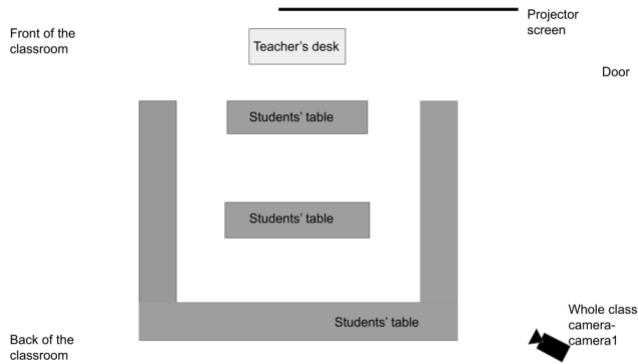 Projector
screen
Front of the
classroom
Teacher's desk
Door
Students' table
Students' table
Whole class
camera-
camera1
Students' table
Back of the
classroom